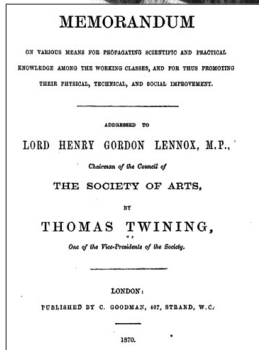 MEMORANDUM
ON VARIOUS MEANS FOR PROPAGATING SCIENTIFIC AND PRACTICAL
KNOWLEDGE AMONG THE WORKING CLASSES, AND FOR THUS PROMOTING
THEIR PHYSICAL, TECHNICAL, AND SOCIAL IMPROVEMENT.
ADDRESSED TO
LORD HENRY GORDON LENNOX, M.P.,
Chairman of the Council of
THE SOCIETY OF ARTS,
BY
THOMAS TWINING,
One of the Vice-Presidents of the Society.
LONDON:
PUBLISHED BY C. GOODMAN, 407, STRAND, W.C.
1870.